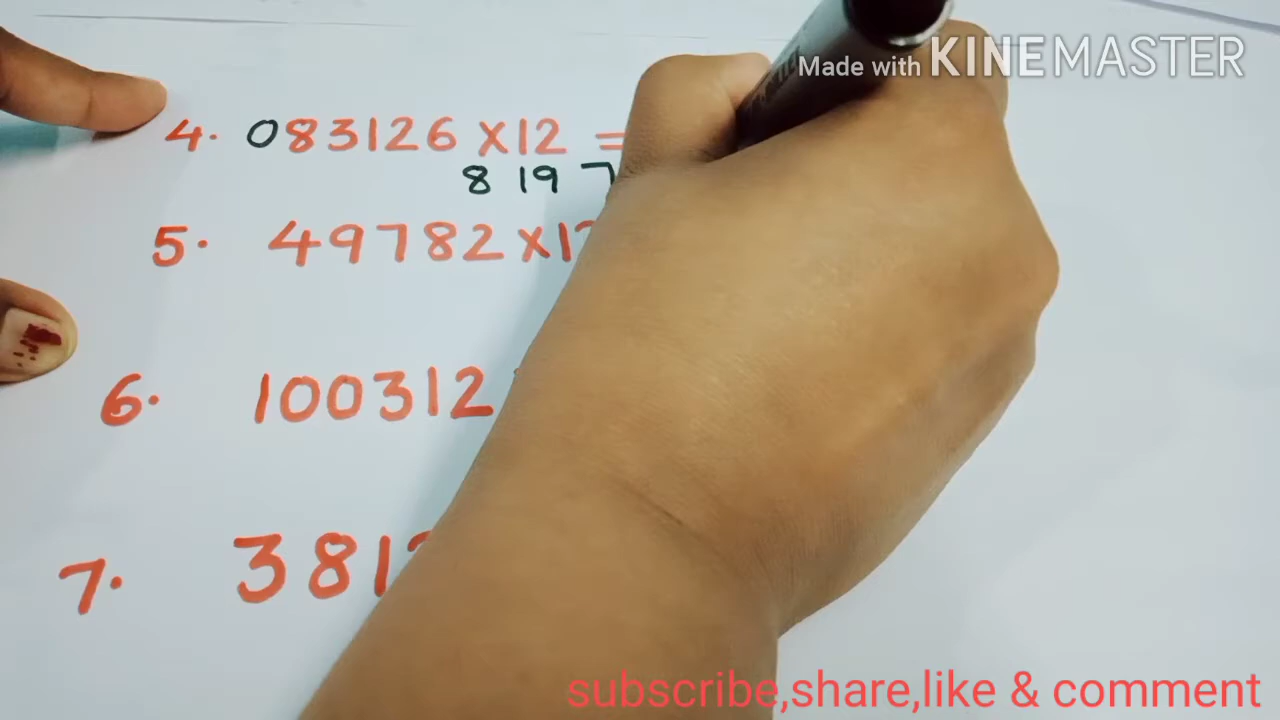 Made with KINEMASTER
4. 083126 X12 =
8 19 7
5. 49782 X1
6. 100312
7. 381
subscribe,share,like & comment